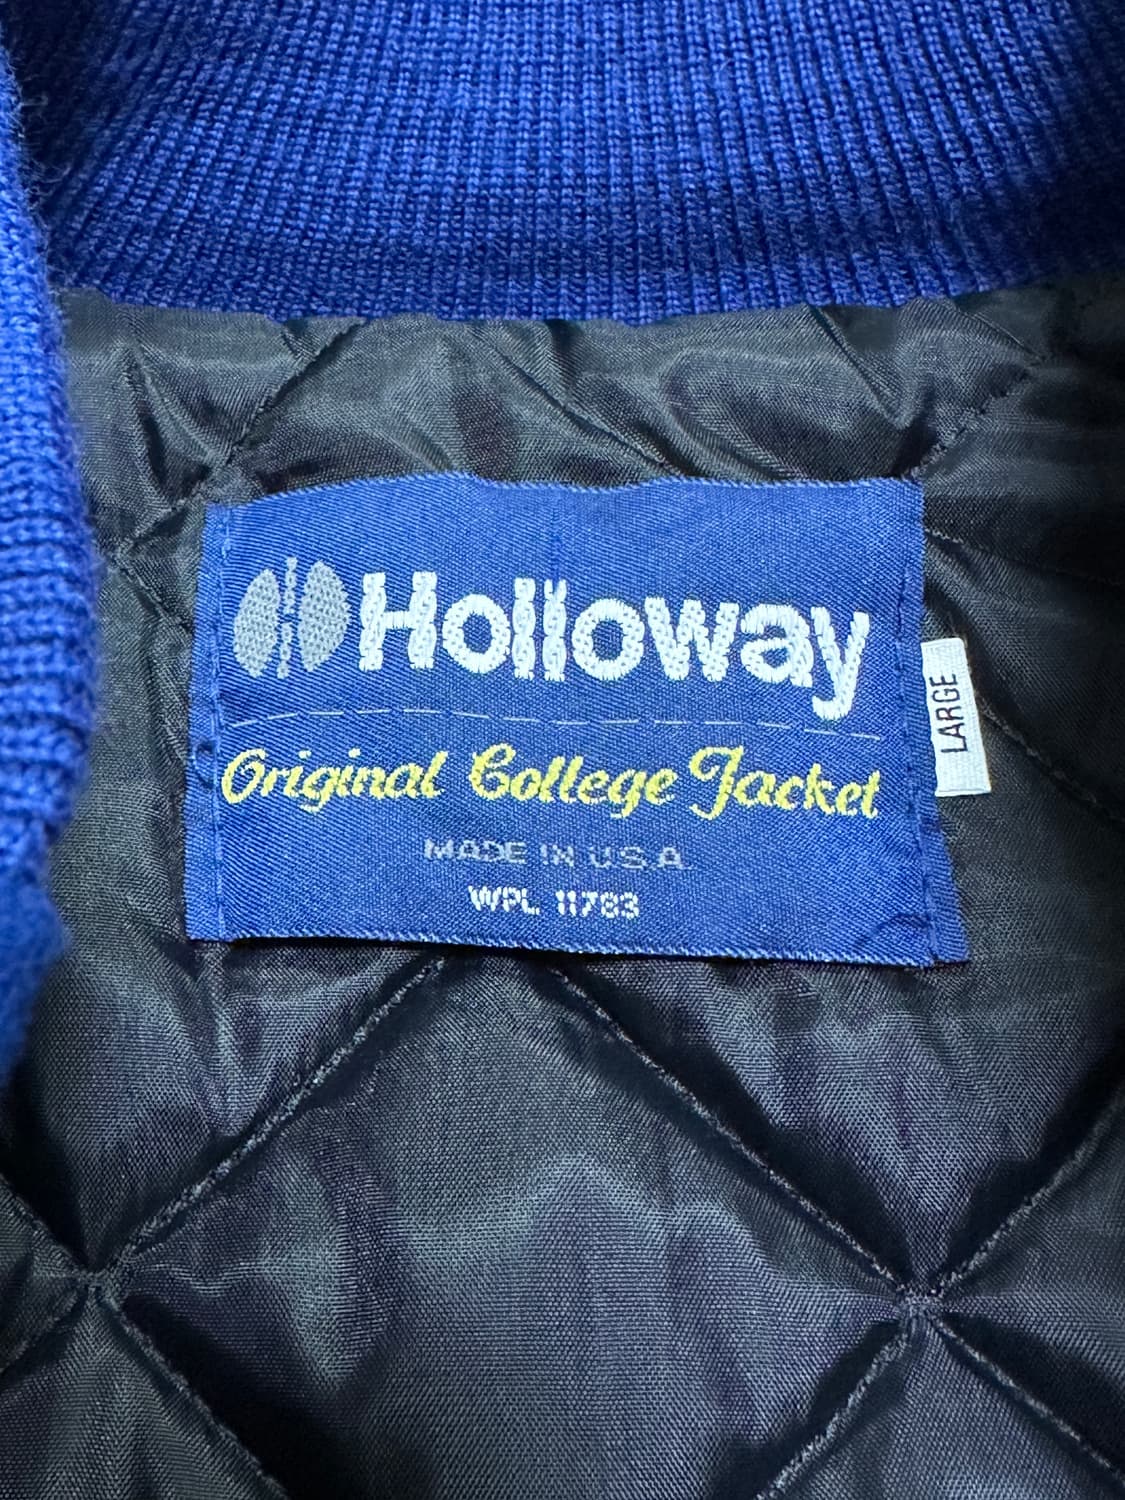 Holloway
Original College Jacket
MADE IN U.S.A.
WPL 11783
LARGE